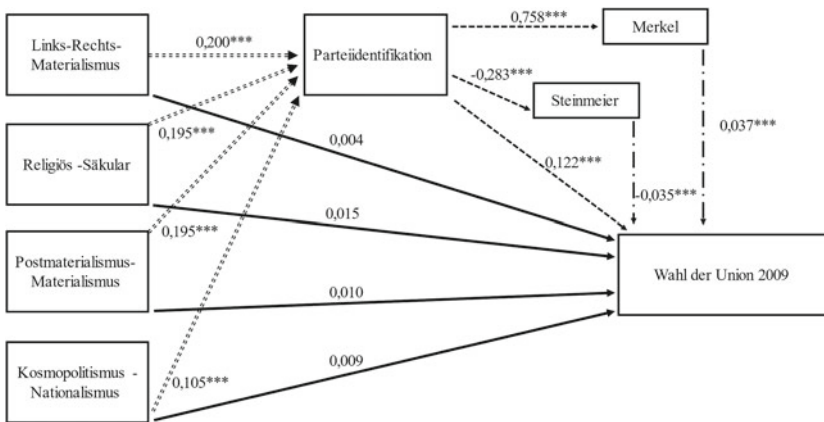 Links-Rechts-
Materialismus
0,200***
Parteiidentifikation
0,758***
Merkel
-0,283***
Steinmeier
0,037***
0,195***
0,004
0,122***
Religiös -Säkular
-0,035***
0,015
0,195***
Postmaterialismus-
Materialismus
Wahl der Union 2009
0,010
0,009
Kosmopolitismus -
Nationalismus
0,105***